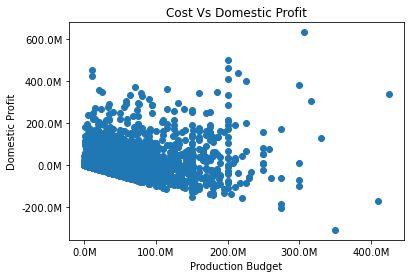 Cost Vs Domestic Profit
600.0M
400.0M
200.0M
0.0M
-200.0M
Domestic Profit
0.0M 100.0M 200.0M 300.0M 400.0M
Production Budget